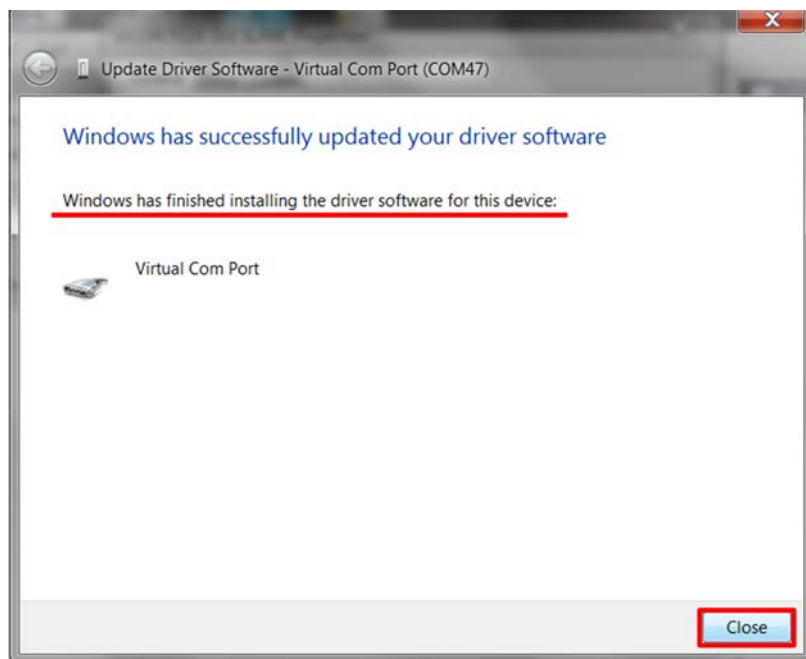 Update Driver Software - Virtual Com Port (COM47)
Windows has successfully updated your driver software
Windows has finished installing the driver software for this device:
Virtual Com Port
Close